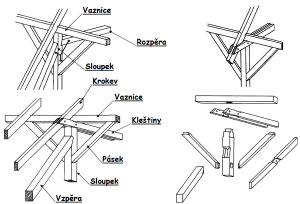 Vaznice
Rozpěra
Sloupek
Krokev
Vaznice
Kleštiny
Pásek
Sloupek
Vzpěra